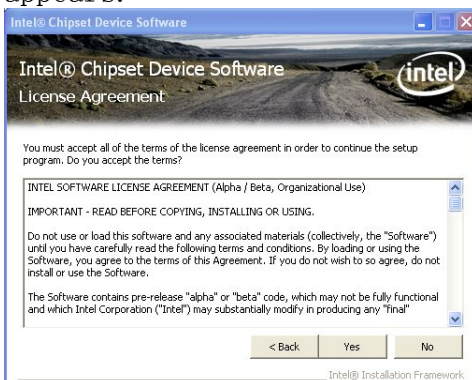 appears.
Intel® Chipset Device Software
Intel® Chipset Device Software
intel
License Agreement
You must accept all of the terms of the license agreement in order to continue the setup
program. Do you accept the terms?
INTEL SOFTWARE LICENSE AGREEMENT (Alpha / Beta, Organizational Use)
IMPORTANT - READ BEFORE COPYING, INSTALLING OR USING.
Do not use or load this software and any associated materials (collectively, the "Software")
until you have carefully read the following terms and conditions. By loading or using the
Software, you agree to the terms of this Agreement. If you do not wish to so agree, do not
install or use the Software.
The Software contains pre-release "alpha" or "beta" code, which may not be fully functional
and which Intel Corporation ("Intel") may substantially modify in producing any "final"
< Back Yes No
Intel® Installation Framework